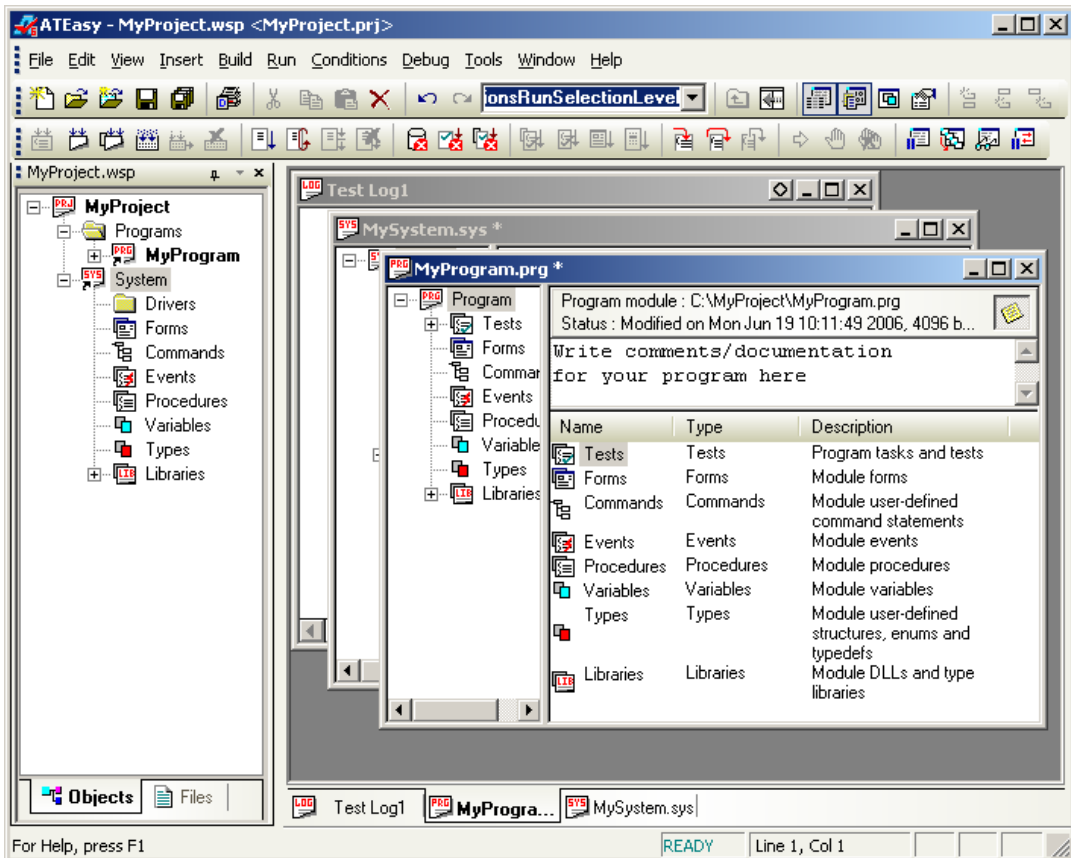 ATEasy - MyProject.wsp <MyProject.prj>
File Edit View Insert Build Run Conditions Debug Tools Window Help
onsRunSelectionLevel
MyProject.wsp
MyProject
Programs
MyProgram
System
Drivers
Forms
Commands
Events
Procedures
Variables
Types
Libraries
Objects
Files
Test Log1
MySystem.sys *
MyProgram.prg *
Program
Tests
Forms
Comman
Events
Procedu
Variable
Types
Libraries
Program module : C:\MyProject\MyProgram.prg
Status : Modified on Mon Jun 19 10:11:49 2006, 4096 b...
Write comments/documentation
for your program here
Name Type Description
Tests Tests Program tasks and tests
Forms Forms Module forms
Commands Commands Module user-defined
command statements
Events Events Module events
Procedures Procedures Module procedures
Variables Variables Module variables
Types Types Module user-defined
structures, enums and
typedefs
Libraries Libraries Module DLLs and type
libraries
Test Log1 MyProgra... MySystem.sys
For Help, press F1 READY Line 1, Col 1